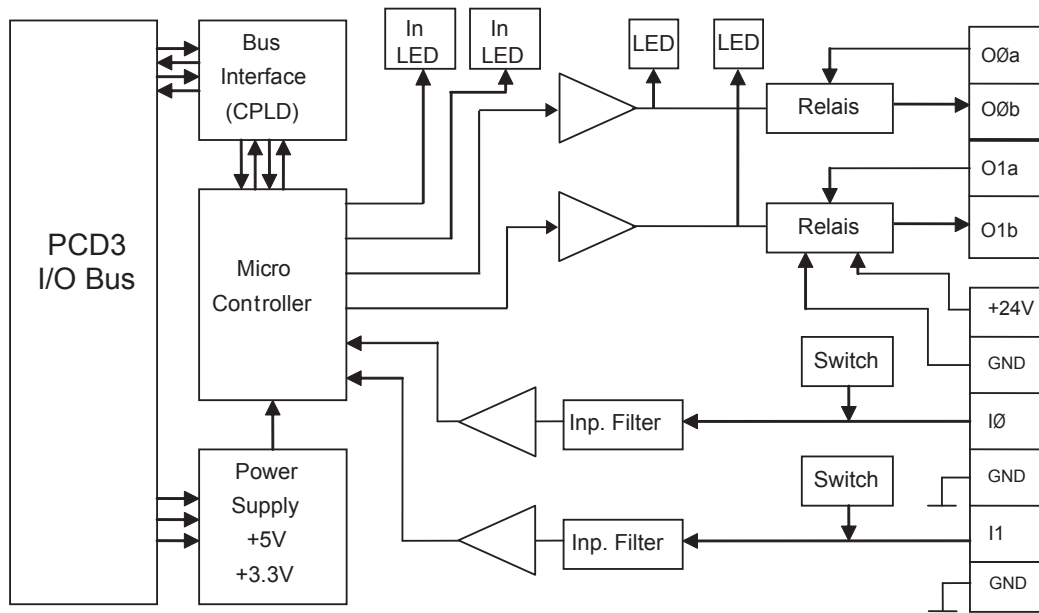 PCD3
I/O Bus
Bus
Interface
(CPLD)
In
LED
In
LED
LED
LED
Micro
Controller
Power
Supply
+5V
+3.3V
Relais
Relais
Switch
Inp. Filter
Switch
Inp. Filter
OØa
OØb
O1a
O1b
+24V
GND
IØ
GND
I1
GND